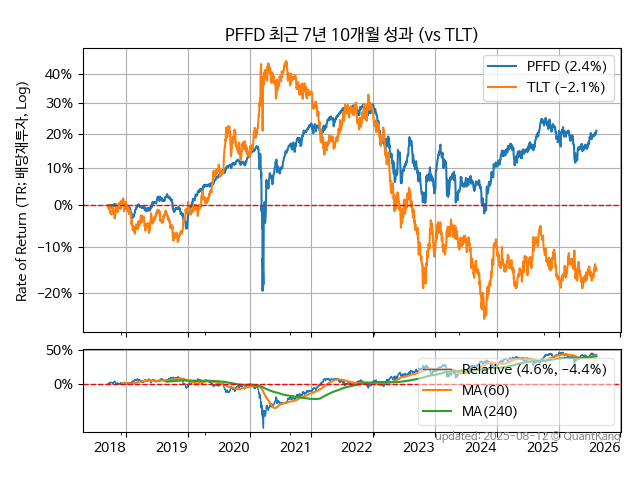 PFFD 최근 7년 10개월 성과 (vs TLT)
Rate of Return (TR: 배당재투자, Log)
40%
30%
20%
10%
0%
−10%
−20%
PFFD (2.4%)
TLT (−2.1%)
50%
0%
Relative (4.6%, −4.4%)
MA(60)
MA(240)
updated: 2025-08-12 © QuantKang
2018
2019
2020
2021
2022
2023
2024
2025
2026